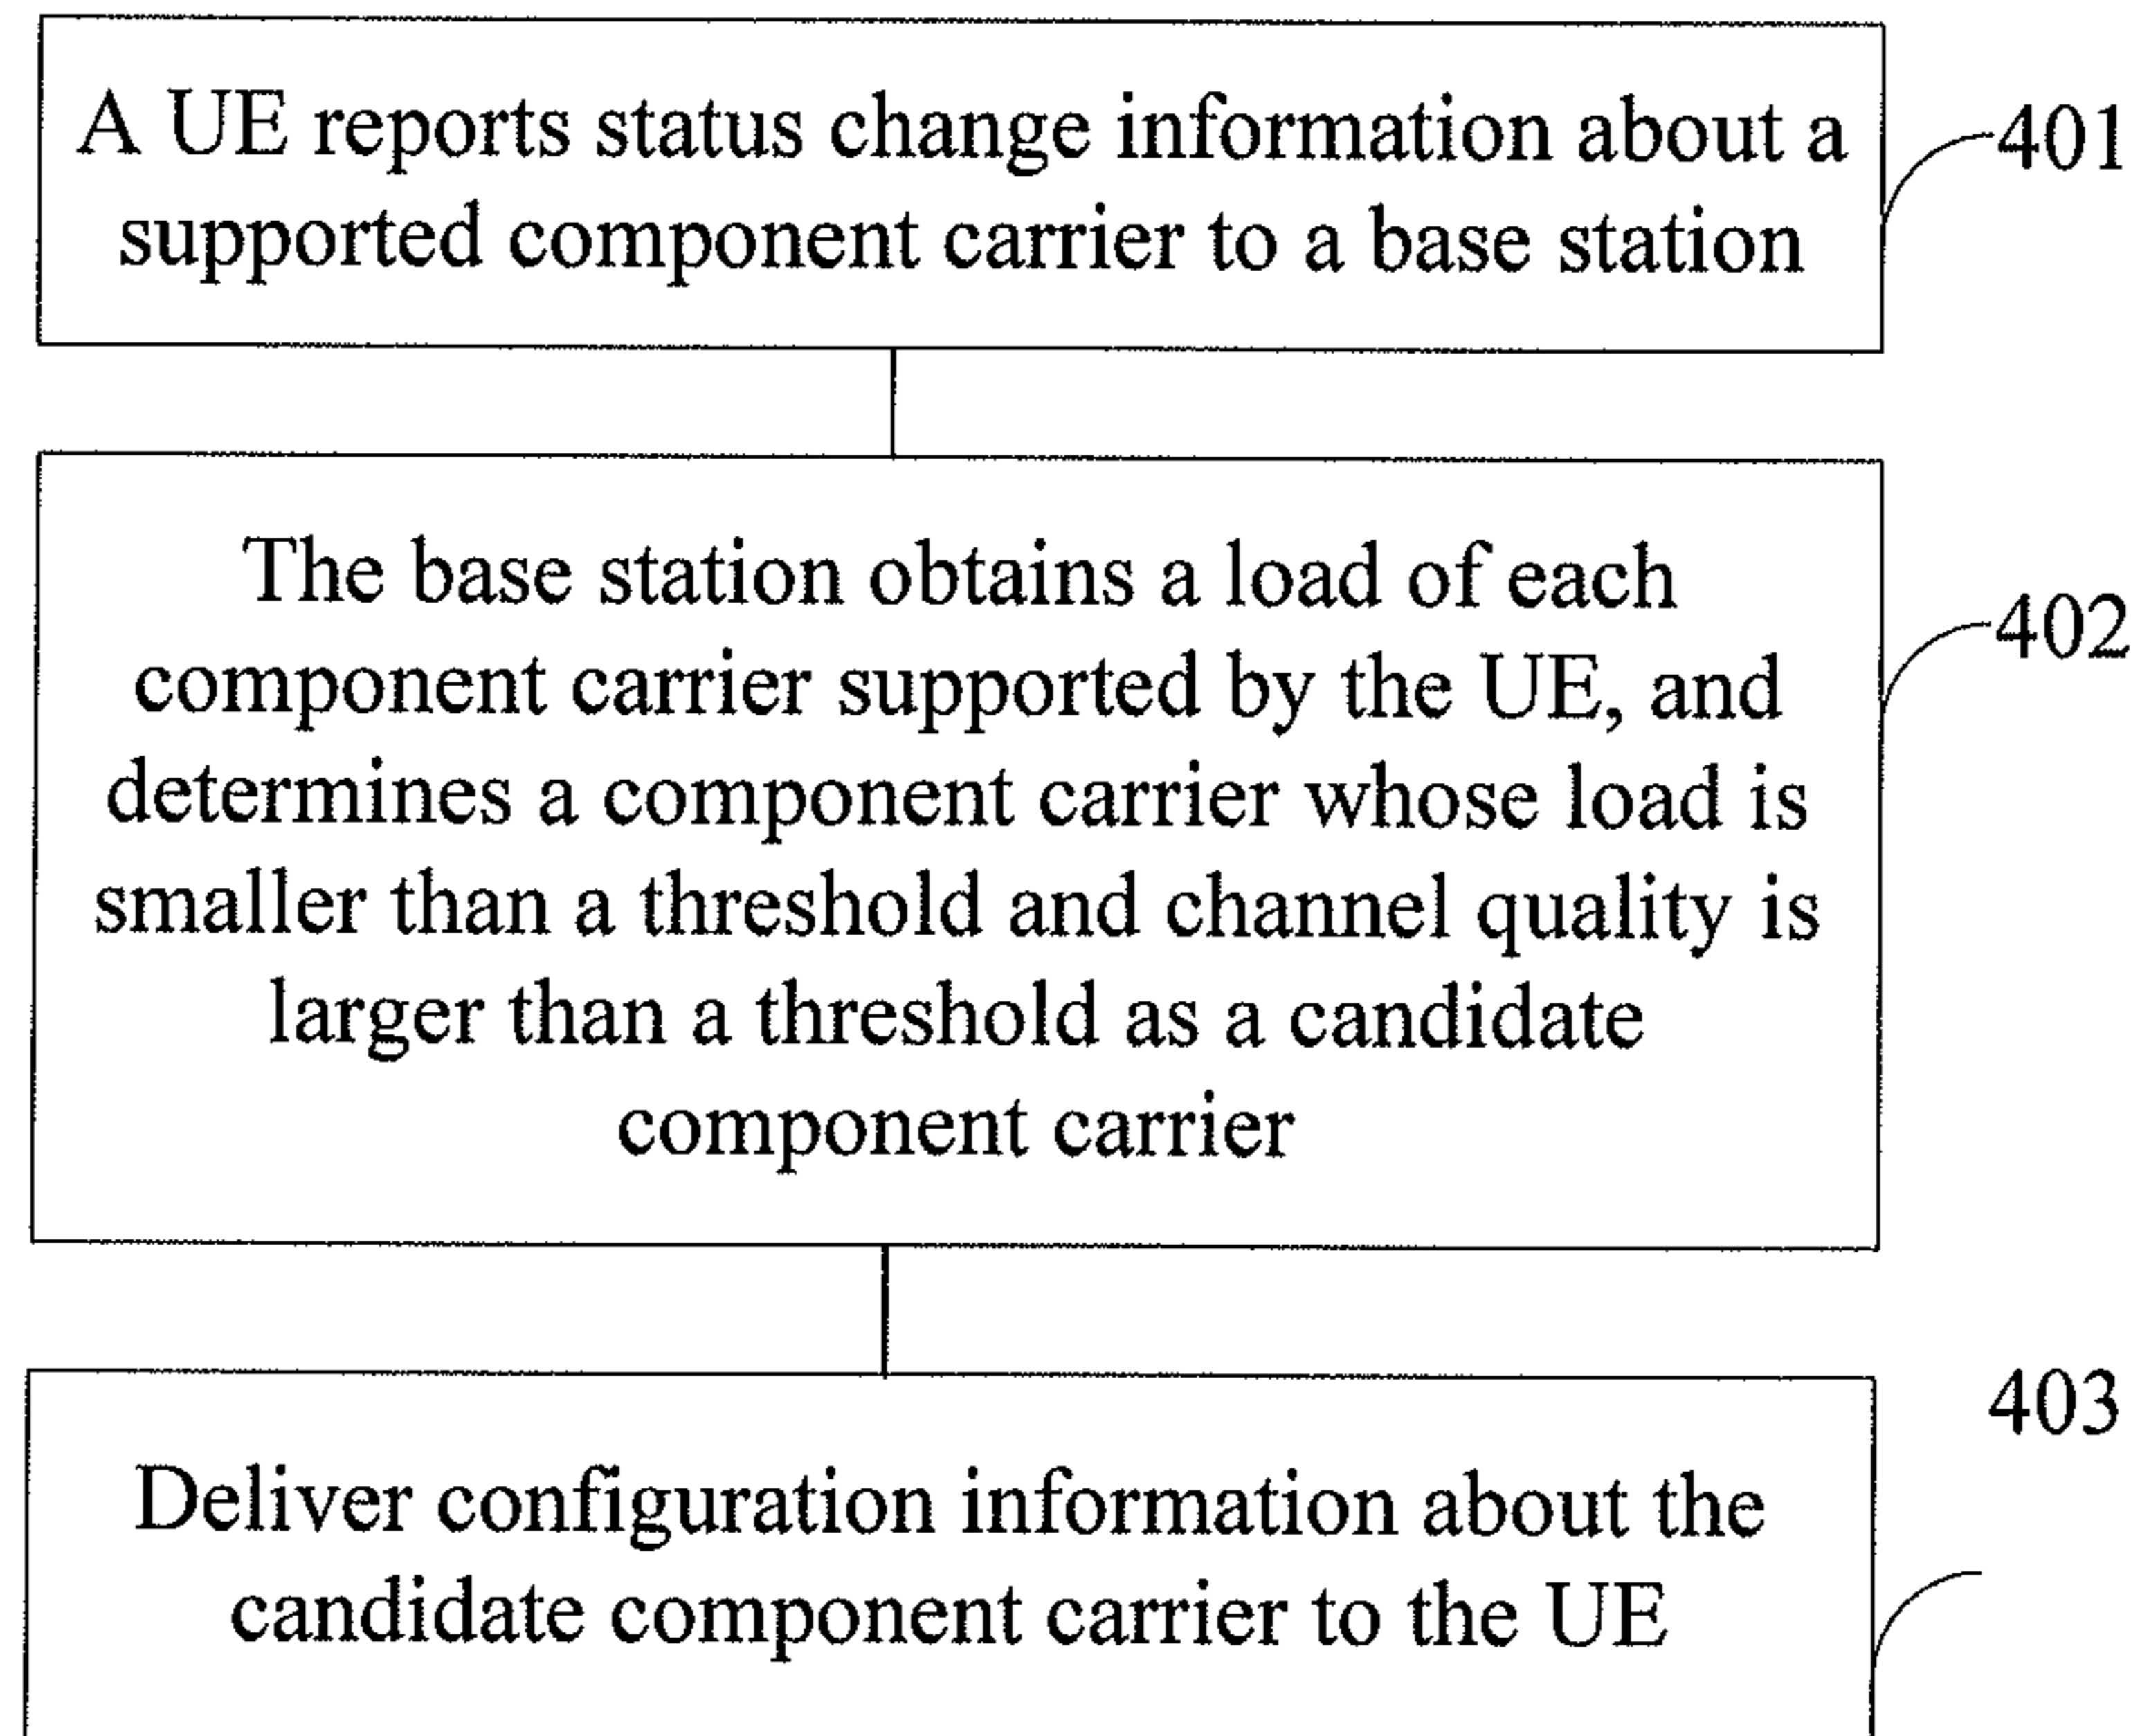 A UE reports status change information about a
supported component carrier to a base station
401
The base station obtains a load of each
component carrier supported by the UE, and
determines a component carrier whose load is
smaller than a threshold and channel quality is
larger than a threshold as a candidate
component carrier
402
403
Deliver configuration information about the
candidate component carrier to the UE